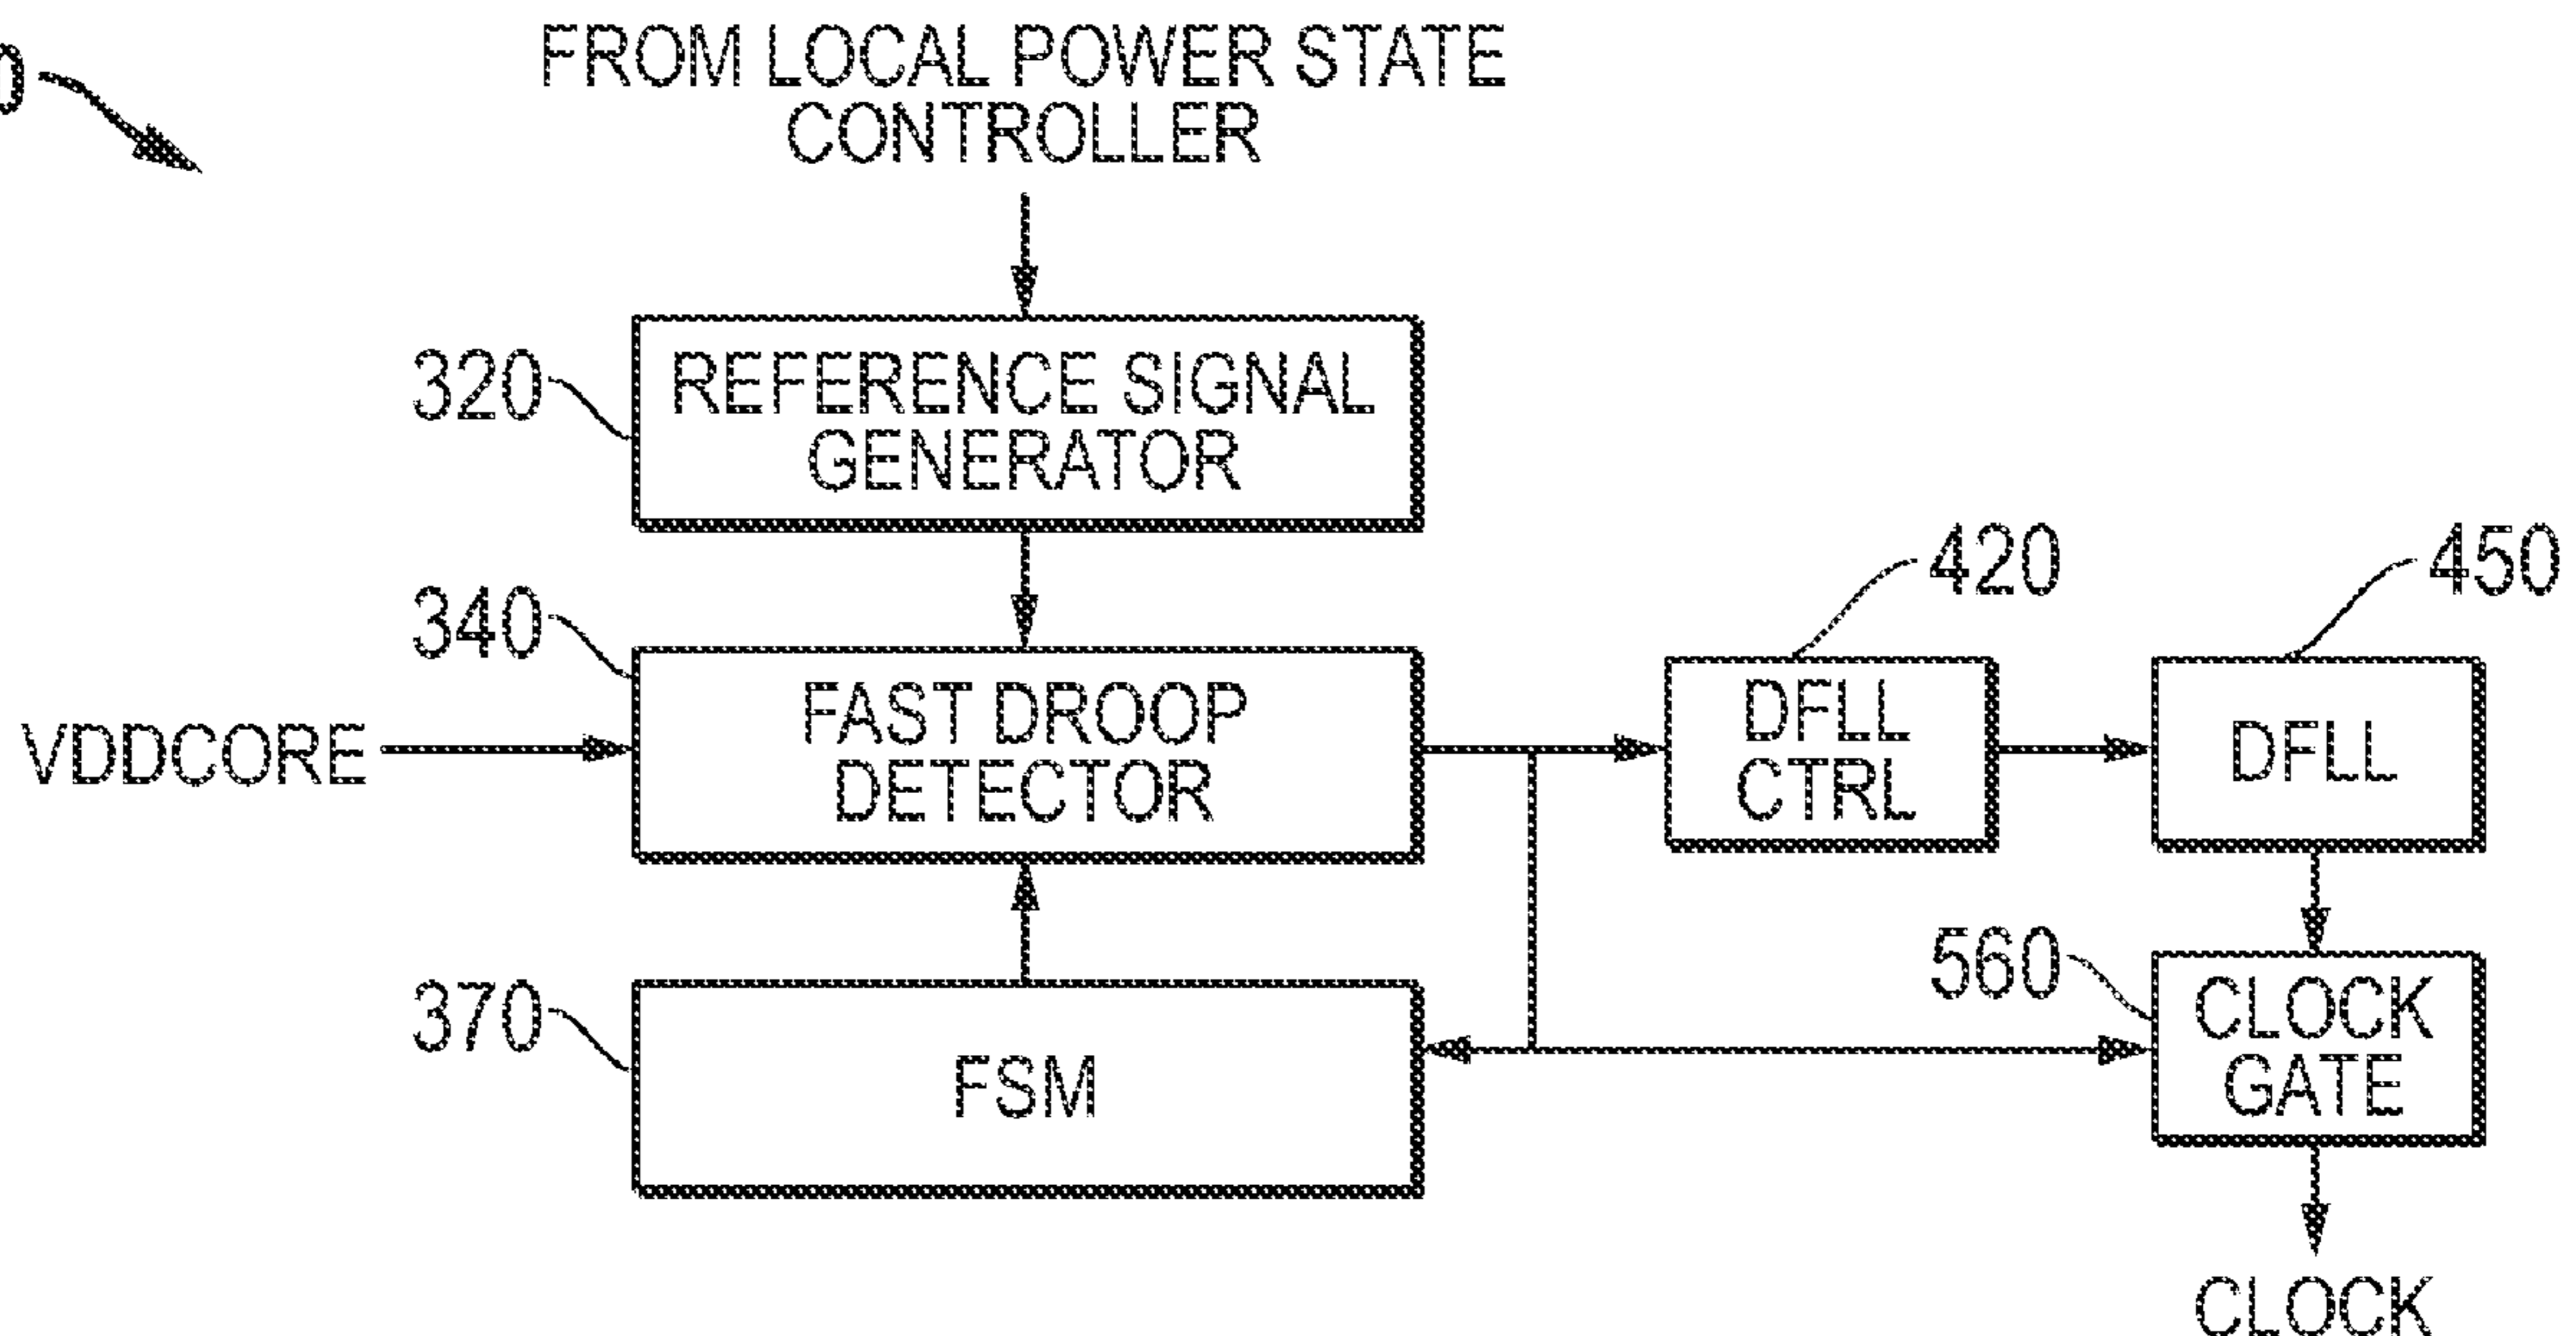 FROM LOCAL POWER STATE
CONTROLLER
320
REFERENCE SIGNAL
GENERATOR
340
VDDCORE
FAST DROOP
DETECTOR
420
DFLL
CTRL
450
DFLL
370
FSM
560
CLOCK
GATE
CLOCK